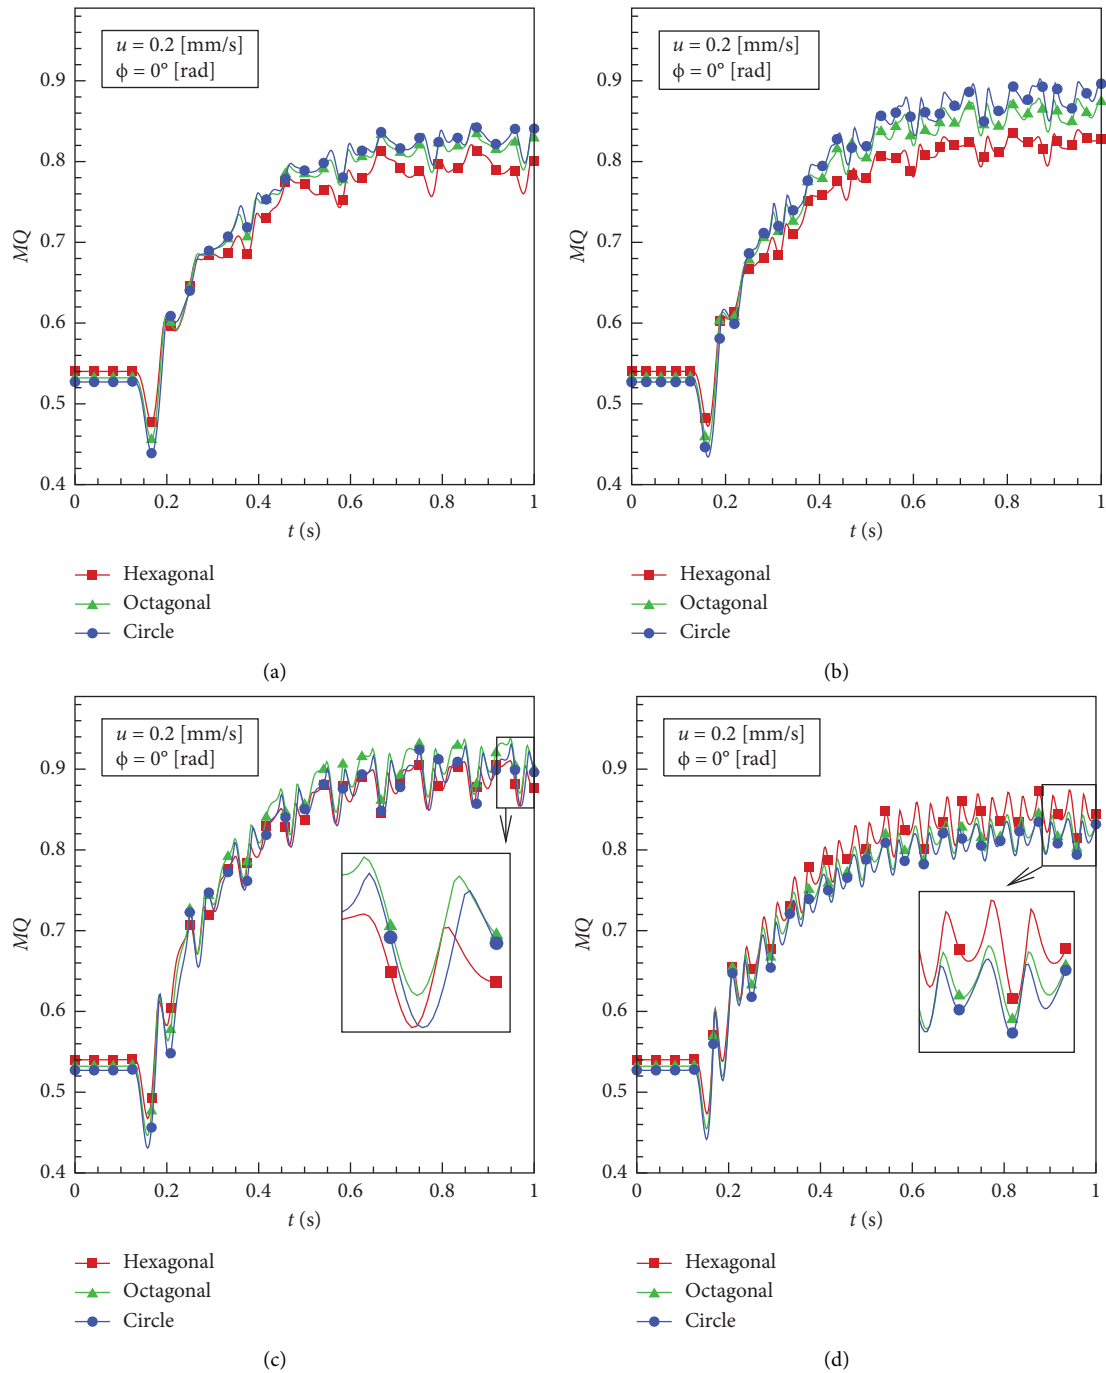 u = 0.2 [mm/s]
ϕ = 0° [rad]
0.9
0.8
0.7
0.6
0.5
0.4
MQ
0 0.2 0.4 0.6 0.8 1
t (s)
Hexagonal
Octagonal
Circle
(a)
u = 0.2 [mm/s]
ϕ = 0° [rad]
0.9
0.8
0.7
0.6
0.5
0.4
MQ
0 0.2 0.4 0.6 0.8 1
t (s)
Hexagonal
Octagonal
Circle
(b)
u = 0.2 [mm/s]
ϕ = 0° [rad]
0.9
0.8
0.7
0.6
0.5
0.4
MQ
0 0.2 0.4 0.6 0.8 1
t (s)
Hexagonal
Octagonal
Circle
(c)
u = 0.2 [mm/s]
ϕ = 0° [rad]
0.9
0.8
0.7
0.6
0.5
0.4
MQ
0 0.2 0.4 0.6 0.8 1
t (s)
Hexagonal
Octagonal
Circle
(d)